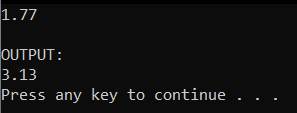 1.77
OUTPUT:
3.13
Press any key to continue . . .